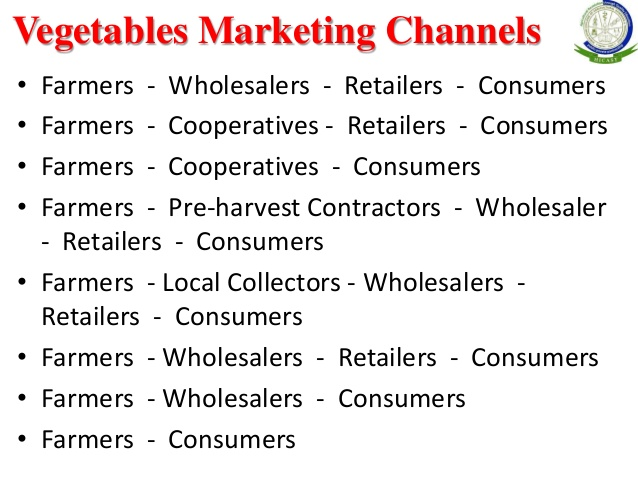 Vegetables Marketing Channels
• Farmers - Wholesalers - Retailers - Consumers
• Farmers - Cooperatives - Retailers - Consumers
• Farmers - Cooperatives - Consumers
• Farmers - Pre-harvest Contractors - Wholesaler
- Retailers - Consumers
• Farmers - Local Collectors - Wholesalers -
Retailers - Consumers
• Farmers - Wholesalers - Retailers - Consumers
• Farmers - Wholesalers - Consumers
• Farmers - Consumers